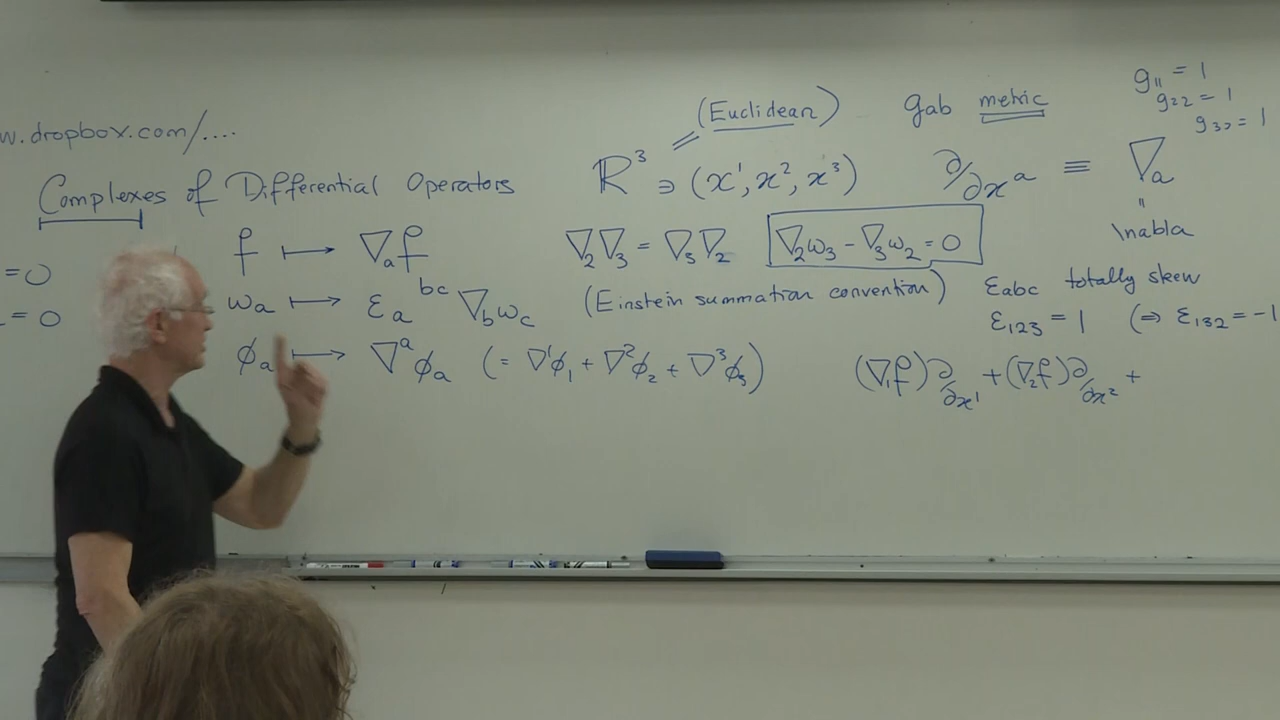 w.dropbox.com/....
Complexes of Differential Operators
=0
= 0
f ⟼ ∇ₐf
ωₐ ⟼ εₐᵇᶜ ∇_bω_c
ϕₐ ⟼ ∇ᵃϕₐ (= ∇¹ϕ₁ + ∇²ϕ₂ + ∇³ϕ₃)
(Euclidean)
ℝ³ ∋ (x¹, x², x³)
∇₂∇₃ = ∇₃∇₂
∇₂ω₃ − ∇₃ω₂ = 0
(Einstein summation convention)
gab metric
g₁₁ = 1
g₂₂ = 1
g₃₃ = 1
∂/∂xᵃ ≡ ∇ₐ
"
nabla
εabc totally skew
ε₁₂₃ = 1 (⇒ ε₁₃₂ = −1
(∇₁f)∂/∂x¹ + (∇₂f)∂/∂x² +